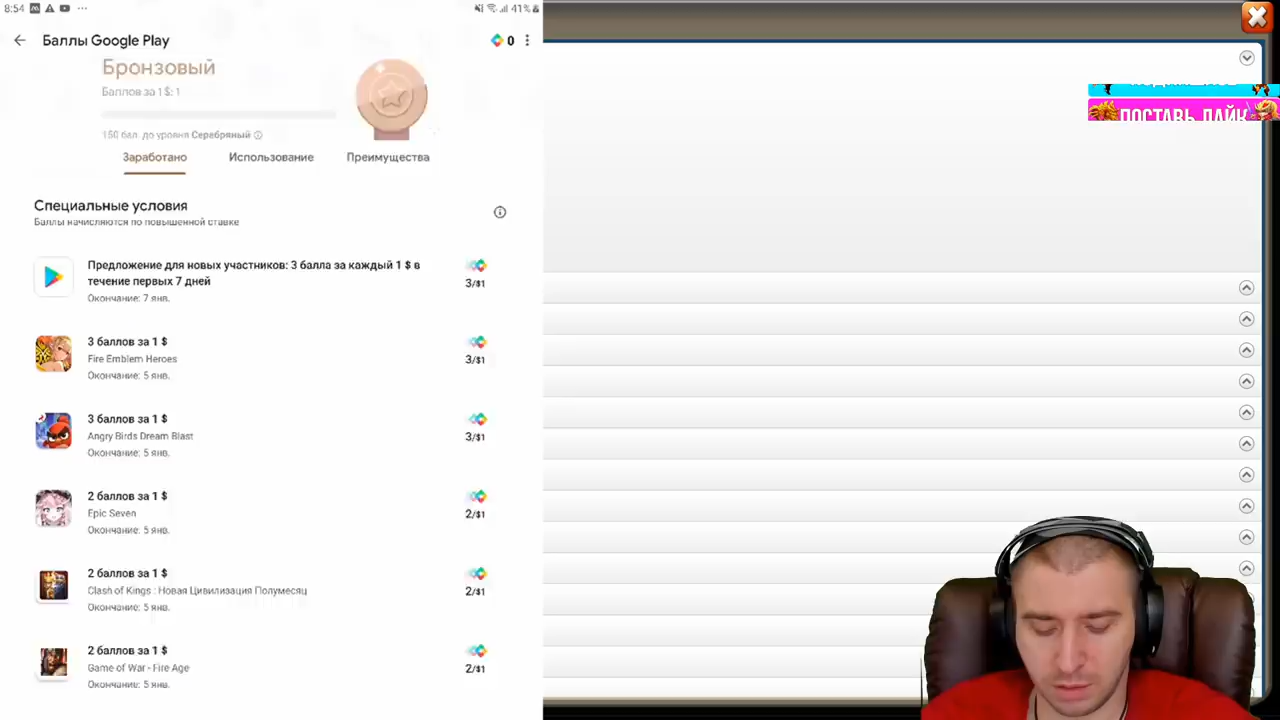 8:54
41%
Баллы Google Play
0
Бронзовый
Баллов за 1 $: 1
150 бал. до уровня Серебряный
Заработано
Использование
Преимущества
Специальные условия
Баллы начисляются по повышенной ставке
Предложение для новых участников: 3 балла за каждый 1 $ в
течение первых 7 дней
Окончание: 7 янв.
3/$1
3 баллов за 1 $
Fire Emblem Heroes
Окончание: 5 янв.
3/$1
3 баллов за 1 $
Angry Birds Dream Blast
Окончание: 5 янв.
3/$1
2 баллов за 1 $
Epic Seven
Окончание: 5 янв.
2/$1
2 баллов за 1 $
Clash of Kings : Новая Цивилизация Полумесяц
Окончание: 5 янв.
2/$1
2 баллов за 1 $
Game of War - Fire Age
Окончание: 5 янв.
2/$1
ПОСТАВЬ ЛАЙК